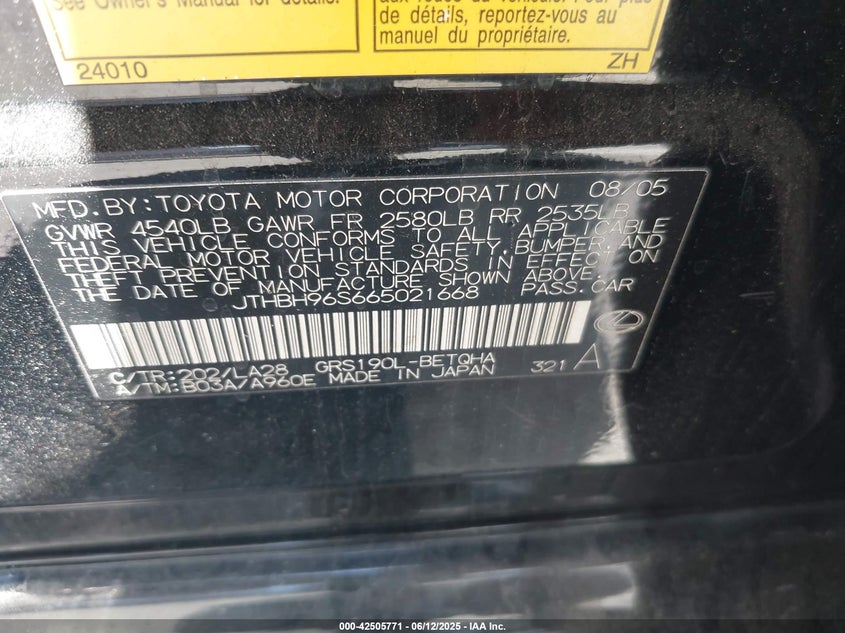 See Owner's Manual for details.
aux roues du véhicule. Pour plus
de détails, reportez-vous au
manuel du propriétaire.
24010
ZH
MFD. BY: TOYOTA MOTOR CORPORATION 08/05
GVWR 4540LB GAWR FR 2580LB RR 2535LB
THIS VEHICLE CONFORMS TO ALL APPLICABLE
FEDERAL MOTOR VEHICLE SAFETY, BUMPER, AND
THEFT PREVENTION STANDARDS IN EFFECT ON
THE DATE OF MANUFACTURE SHOWN ABOVE.
JTHBH96S665021668 PASS. CAR
C/TR: 202/LA28 GRS190L-BETQHA
A/TM: B03A/A960E MADE IN JAPAN 321 A
000-42505771 - 06/12/2025 - IAA Inc.